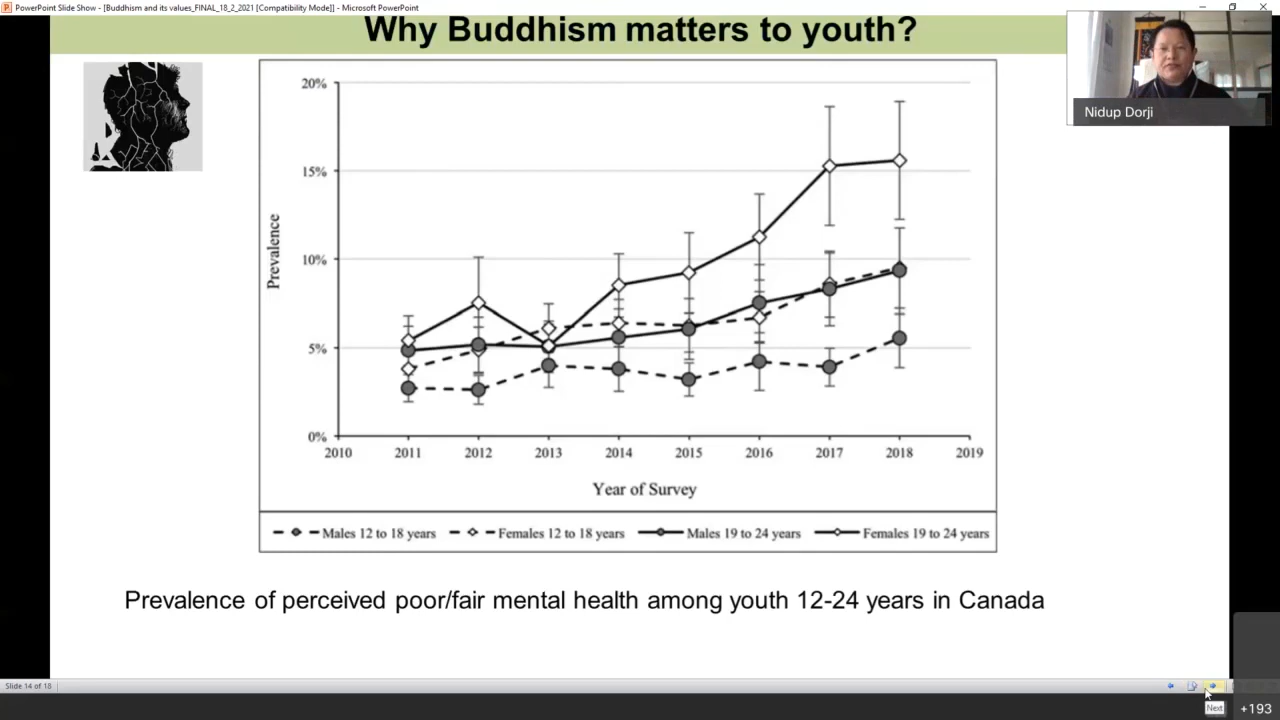 PowerPoint Slide Show - [Buddhism and its values_FINAL_18_2_2021 [Compatibility Mode]] - Microsoft PowerPoint
Why Buddhism matters to youth?
Nidup Dorji
20%
15%
10%
5%
0%
Prevalence
2010 2011 2012 2013 2014 2015 2016 2017 2018 2019
Year of Survey
Males 12 to 18 years Females 12 to 18 years Males 19 to 24 years Females 19 to 24 years
Prevalence of perceived poor/fair mental health among youth 12-24 years in Canada
Slide 14 of 18
Next
+193